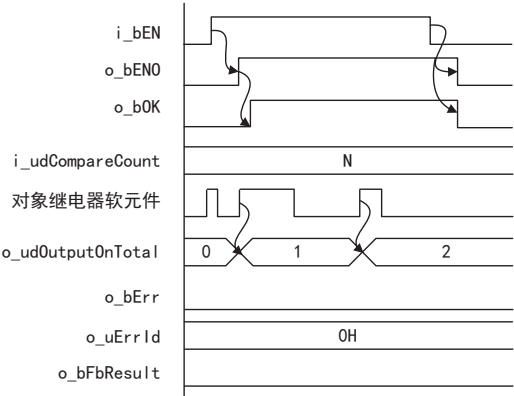 i_bEN
o_bENO
o_bOK
i_udCompareCount N
对象继电器软元件
o_udOutputOnTotal 0 1 2
o_bErr
o_uErrId 0H
o_bFbResult